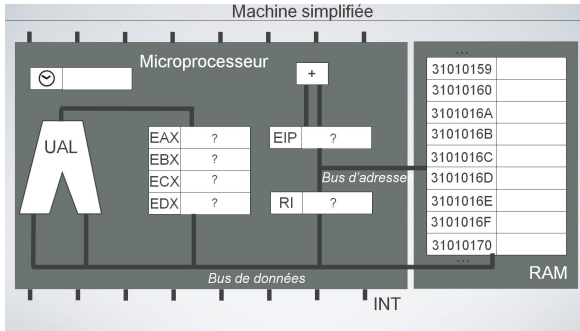 Machine simplifiée
Microprocesseur
+
UAL
EAX ?
EBX ?
ECX ?
EDX ?
EIP ?
Bus d'adresse
RI ?
Bus de données
INT
...
31010159
31010160
3101016A
3101016B
3101016C
3101016D
3101016E
3101016F
31010170
...
RAM